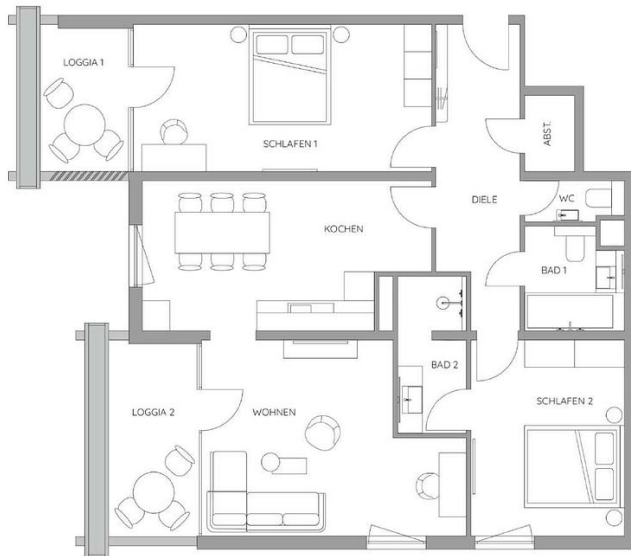 LOGGIA 1
SCHLAFEN 1
ABST.
KOCHEN
DIELE
WC
BAD 1
BAD 2
LOGGIA 2
WOHNEN
SCHLAFEN 2